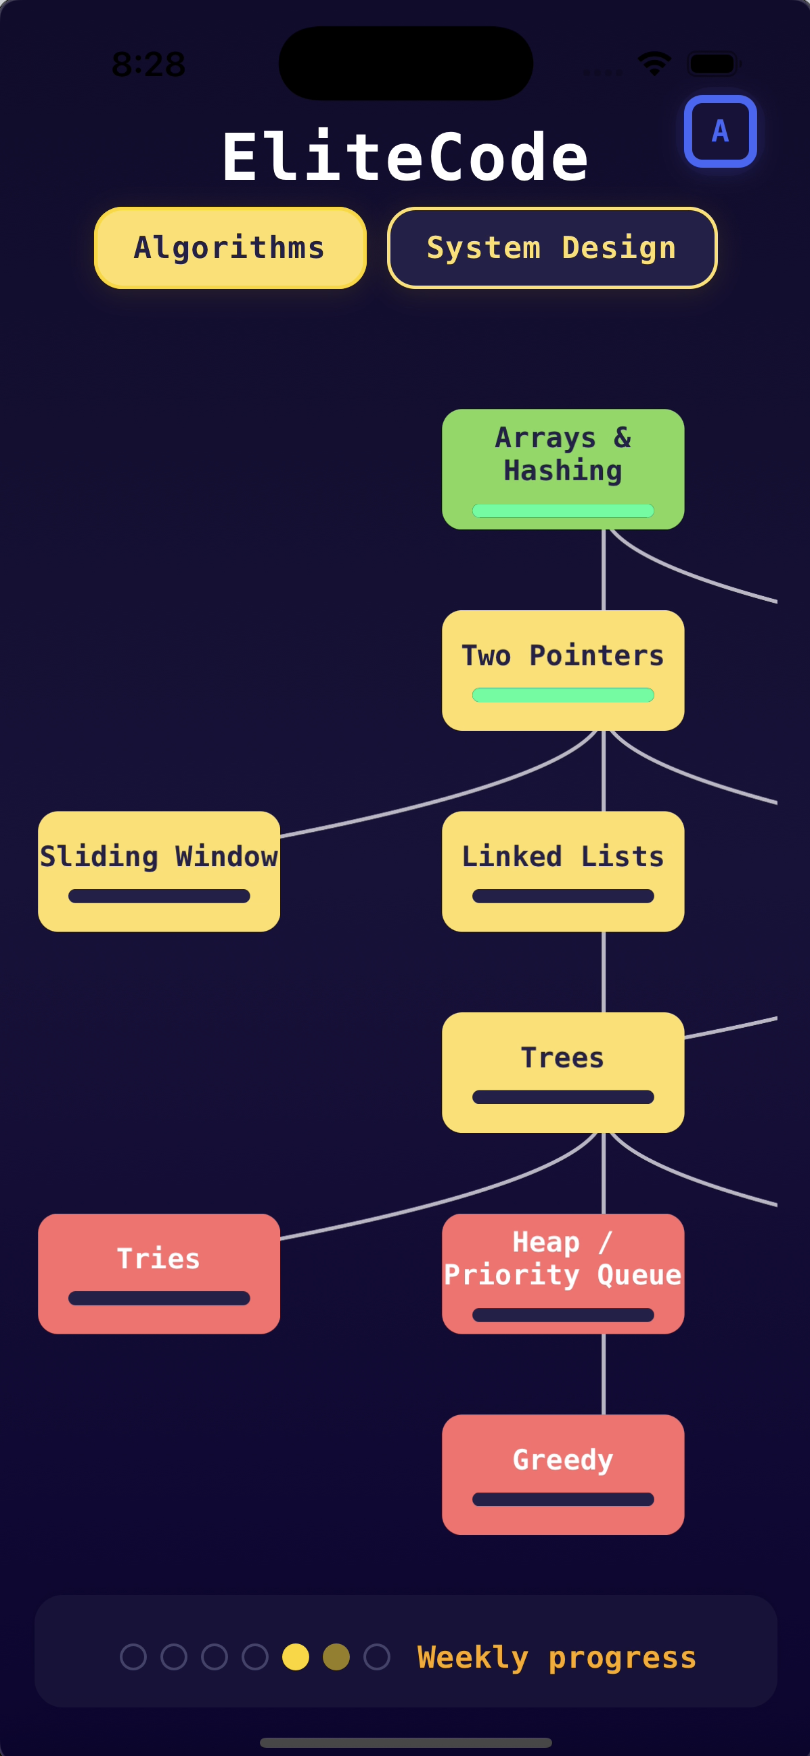 8:28
A
EliteCode
Algorithms
System Design
Arrays &
Hashing
Two Pointers
Sliding Window
Linked Lists
Trees
Tries
Heap /
Priority Queue
Greedy
Weekly progress